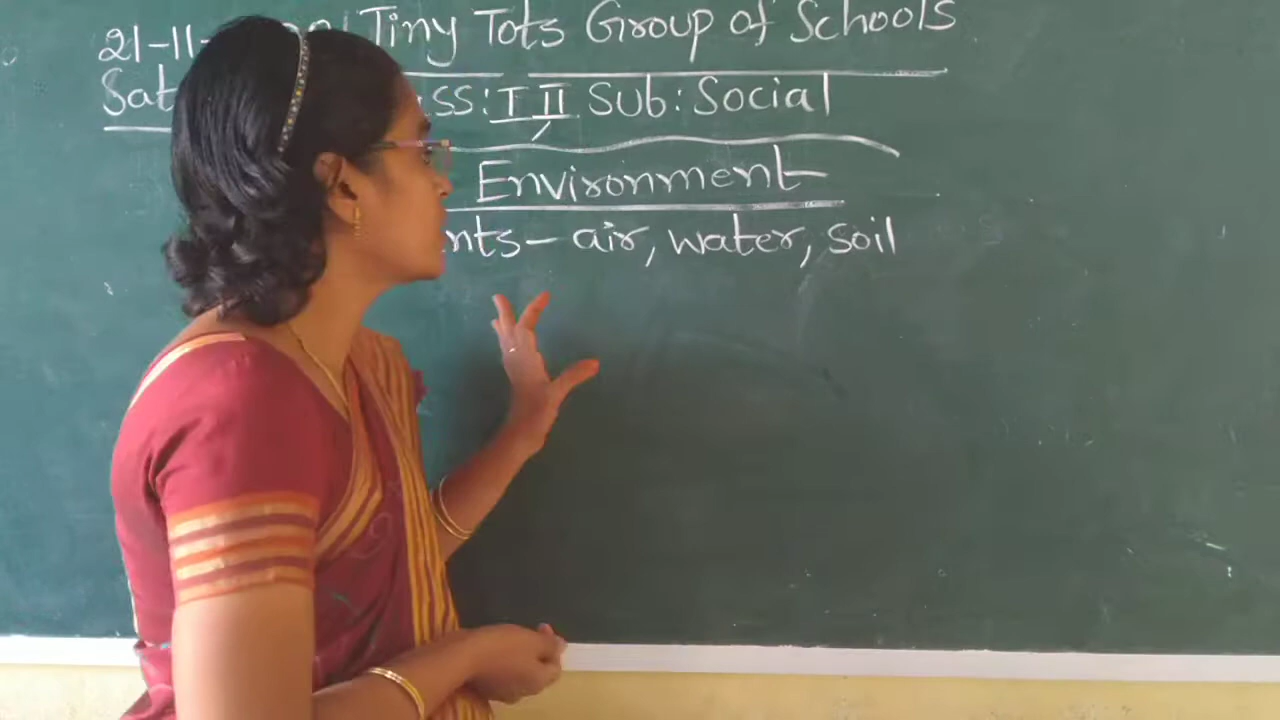 21-11- Tiny Tots Group of Schools
Sat SS: I II Sub: Social
Environment
nts – air, water, soil